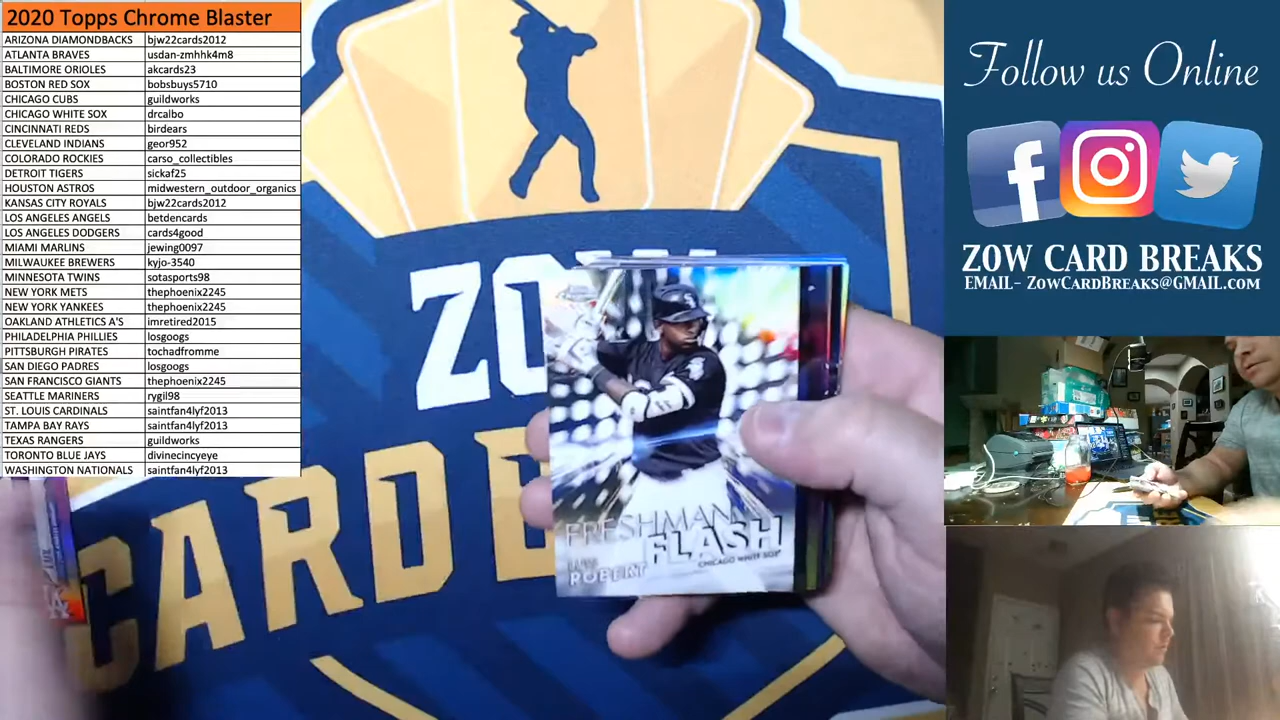 2020 Topps Chrome Blaster
ARIZONA DIAMONDBACKS bjw22cards2012
ATLANTA BRAVES usdan-zmhhk4m8
BALTIMORE ORIOLES akcards23
BOSTON RED SOX bobsbuys5710
CHICAGO CUBS guildworks
CHICAGO WHITE SOX drcalbo
CINCINNATI REDS birdears
CLEVELAND INDIANS geor952
COLORADO ROCKIES carso_collectibles
DETROIT TIGERS sickaf25
HOUSTON ASTROS midwestern_outdoor_organics
KANSAS CITY ROYALS bjw22cards2012
LOS ANGELES ANGELS betdencards
LOS ANGELES DODGERS cards4good
MIAMI MARLINS jewing0097
MILWAUKEE BREWERS kyjo-3540
MINNESOTA TWINS sotasports98
NEW YORK METS thephoenix2245
NEW YORK YANKEES thephoenix2245
OAKLAND ATHLETICS A'S imretired2015
PHILADELPHIA PHILLIES losgoogs
PITTSBURGH PIRATES tochadfromme
SAN DIEGO PADRES losgoogs
SAN FRANCISCO GIANTS thephoenix2245
SEATTLE MARINERS rygil98
ST. LOUIS CARDINALS saintfan4lyf2013
TAMPA BAY RAYS saintfan4lyf2013
TEXAS RANGERS guildworks
TORONTO BLUE JAYS divinecincyeye
WASHINGTON NATIONALS saintfan4lyf2013
Follow us Online
ZOW CARD BREAKS
EMAIL- ZowCardBreaks@GMAIL.COM
FRESHMAN
FLASH
LUIS
ROBERT
CHICAGO WHITE SOX
ZOW
CARD
LUX
LA